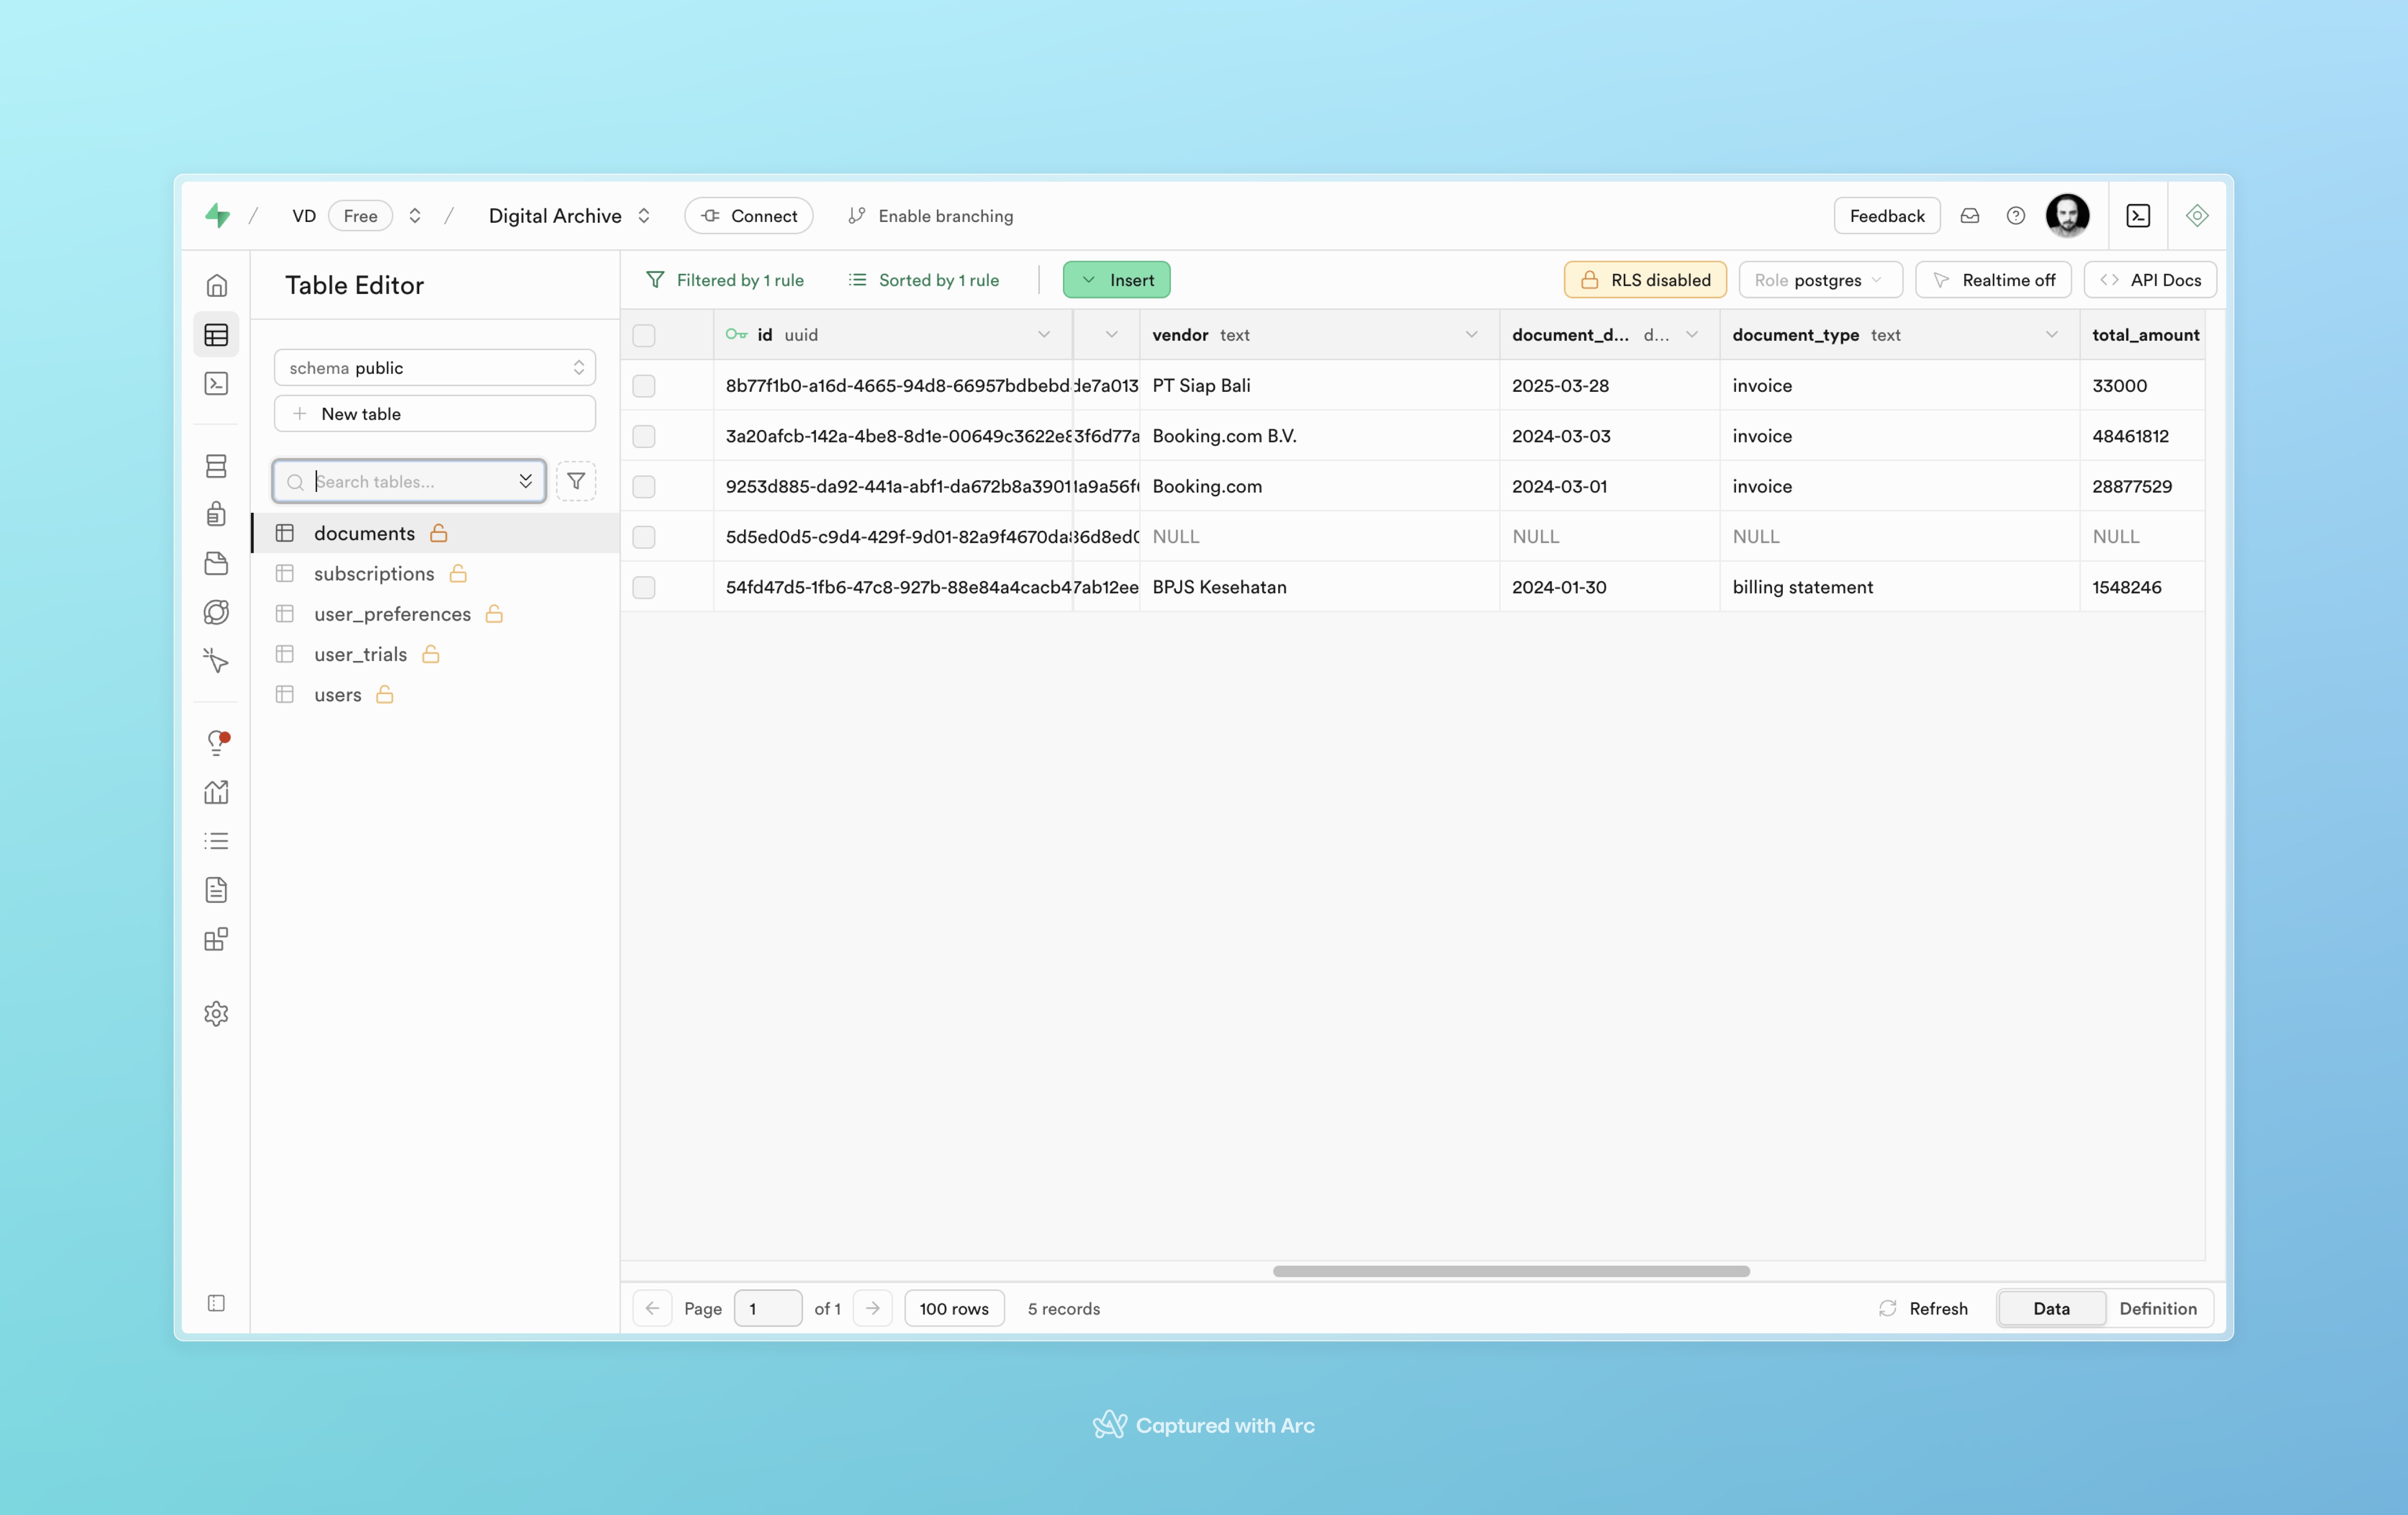 / VD Free / Digital Archive Connect Enable branching Feedback
Table Editor
schema public
New table
Search tables...
documents
subscriptions
user_preferences
user_trials
users
Filtered by 1 rule Sorted by 1 rule Insert RLS disabled Role postgres Realtime off API Docs
id uuid vendor text document_d... d... document_type text total_amount
8b77f1b0-a16d-4665-94d8-66957bdbebd de7a013 PT Siap Bali 2025-03-28 invoice 33000
3a20afcb-142a-4be8-8d1e-00649c3622e8 3f6d77a Booking.com B.V. 2024-03-03 invoice 48461812
9253d885-da92-441a-abf1-da672b8a3901 1a9a56f Booking.com 2024-03-01 invoice 28877529
5d5ed0d5-c9d4-429f-9d01-82a9f4670da 36d8ed0 NULL NULL NULL NULL
54fd47d5-1fb6-47c8-927b-88e84a4cacb4 7ab12ee BPJS Kesehatan 2024-01-30 billing statement 1548246
Page 1 of 1 100 rows 5 records Refresh Data Definition
Captured with Arc